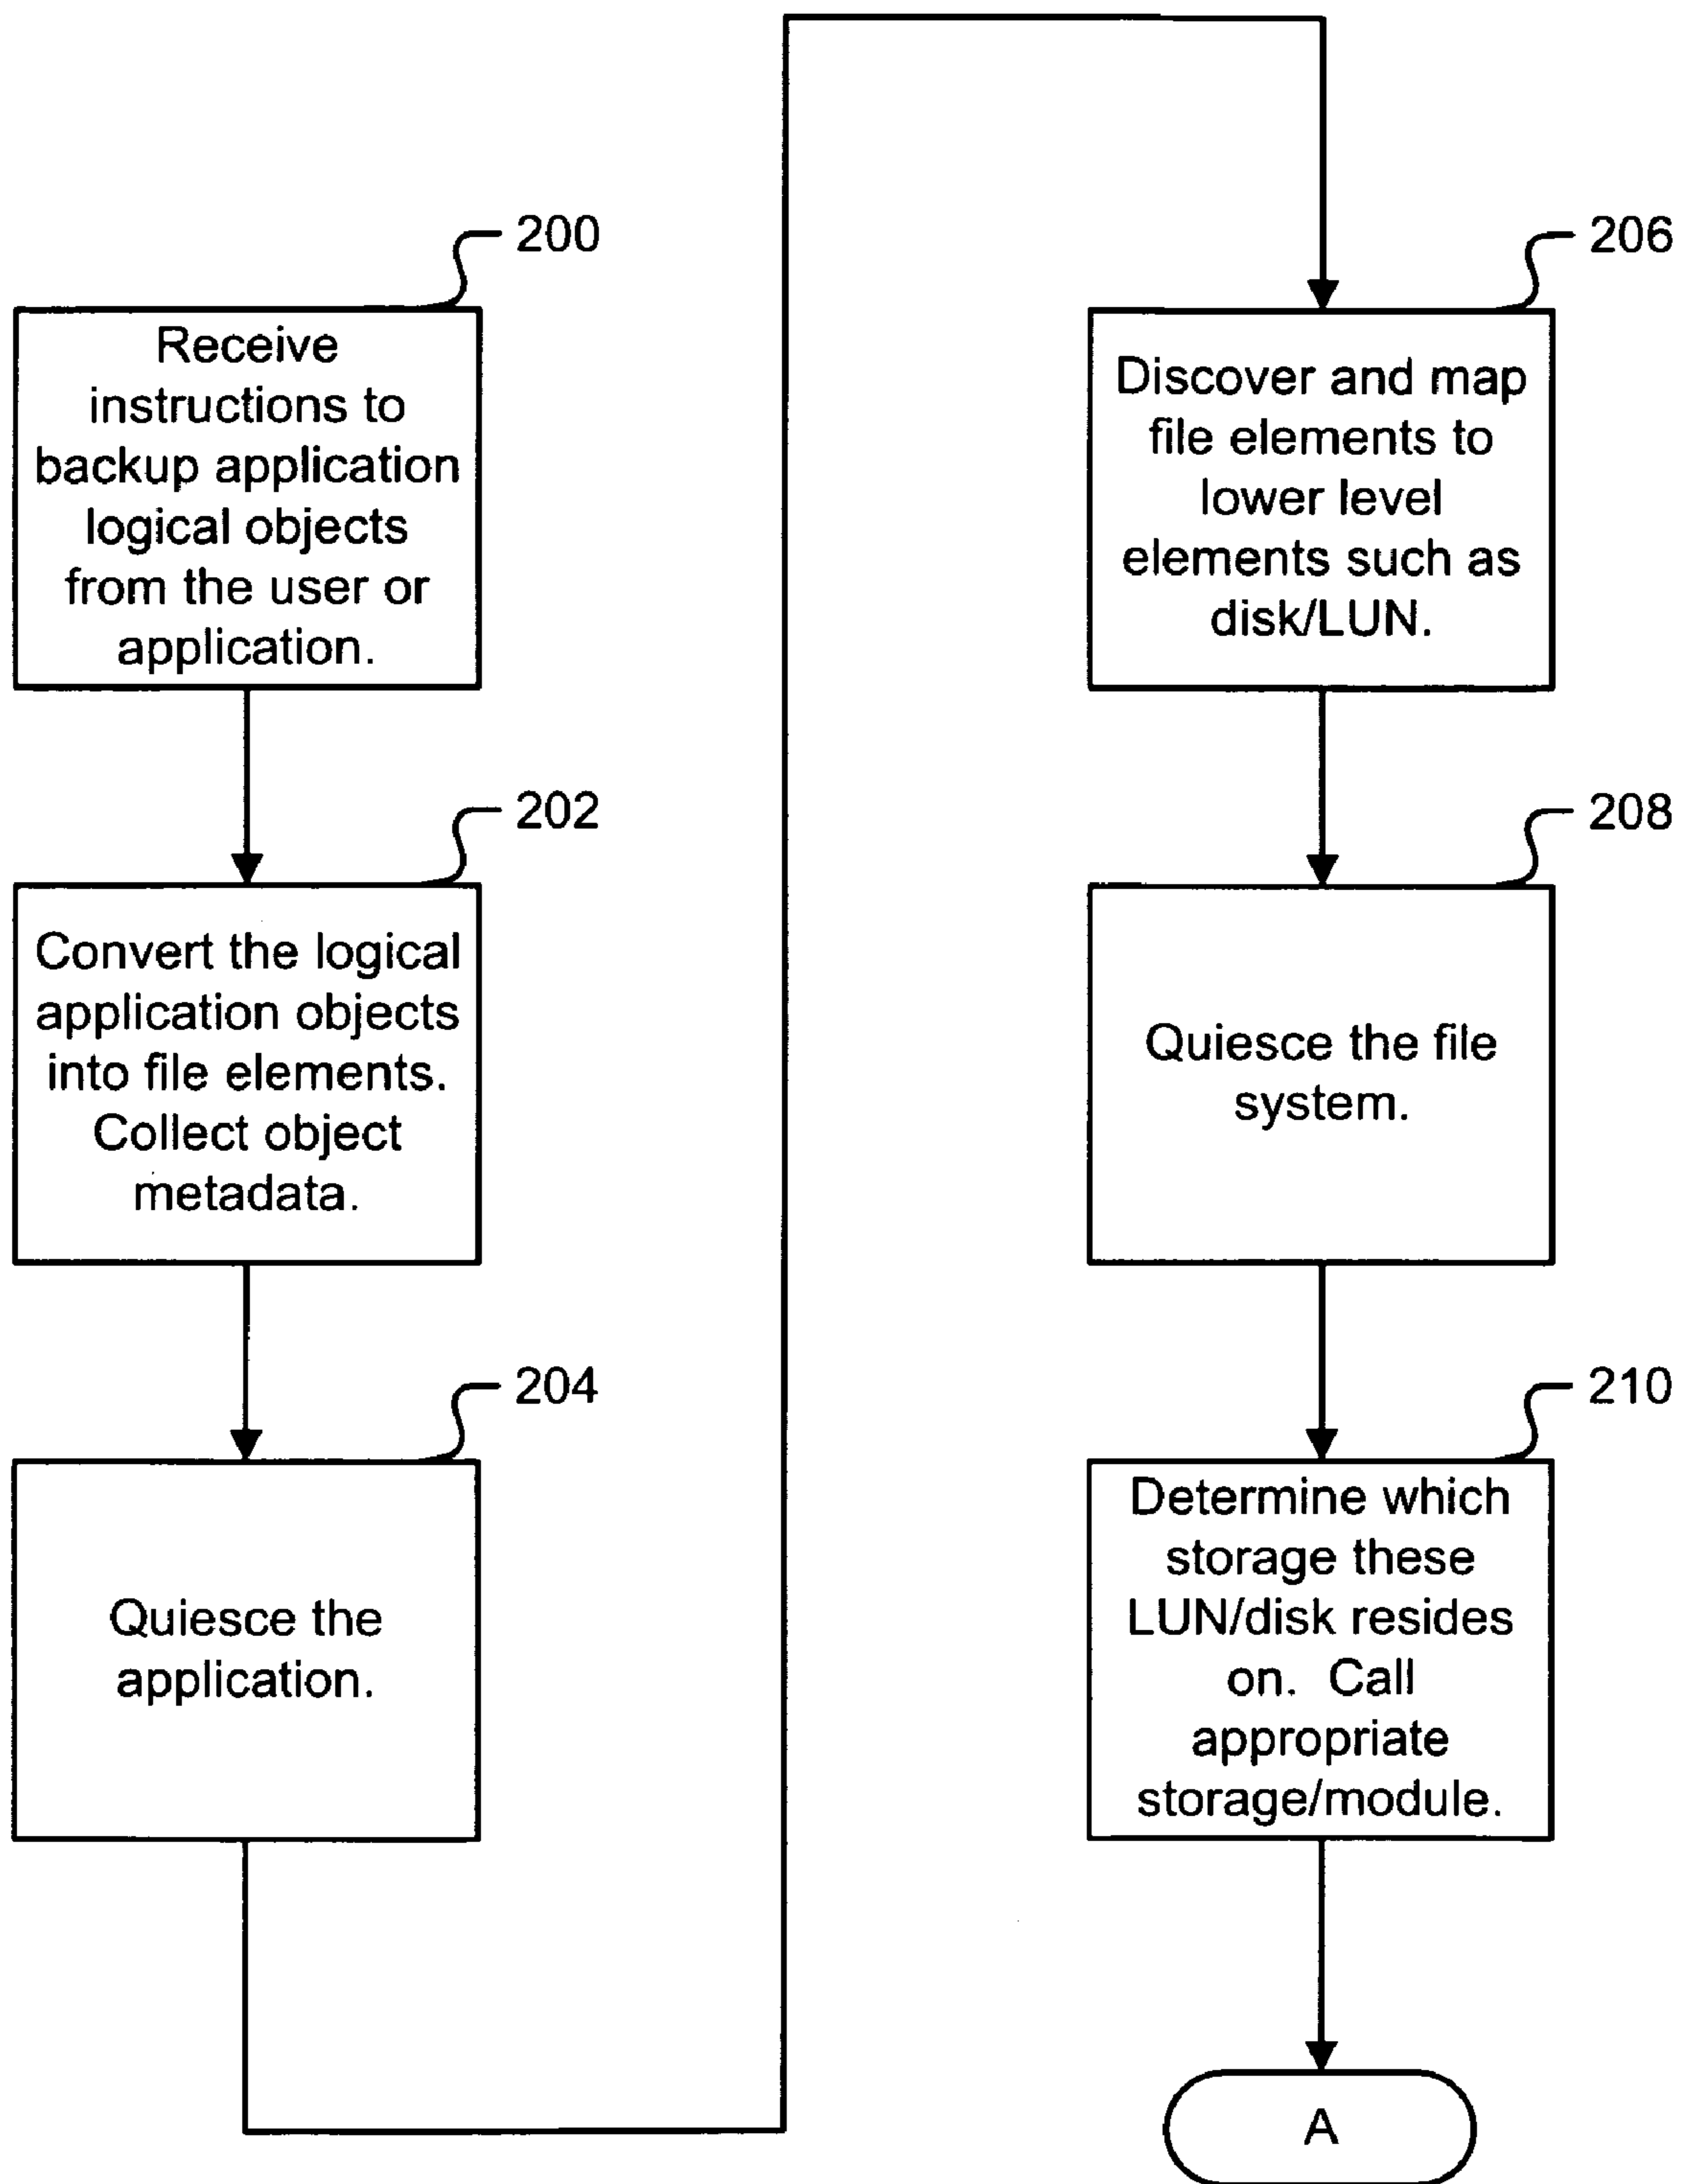 200
Receive
instructions to
backup application
logical objects
from the user or
application.
202
Convert the logical
application objects
into file elements.
Collect object
metadata.
204
Quiesce the
application.
206
Discover and map
file elements to
lower level
elements such as
disk/LUN.
208
Quiesce the file
system.
210
Determine which
storage these
LUN/disk resides
on.  Call
appropriate
storage/module.
A